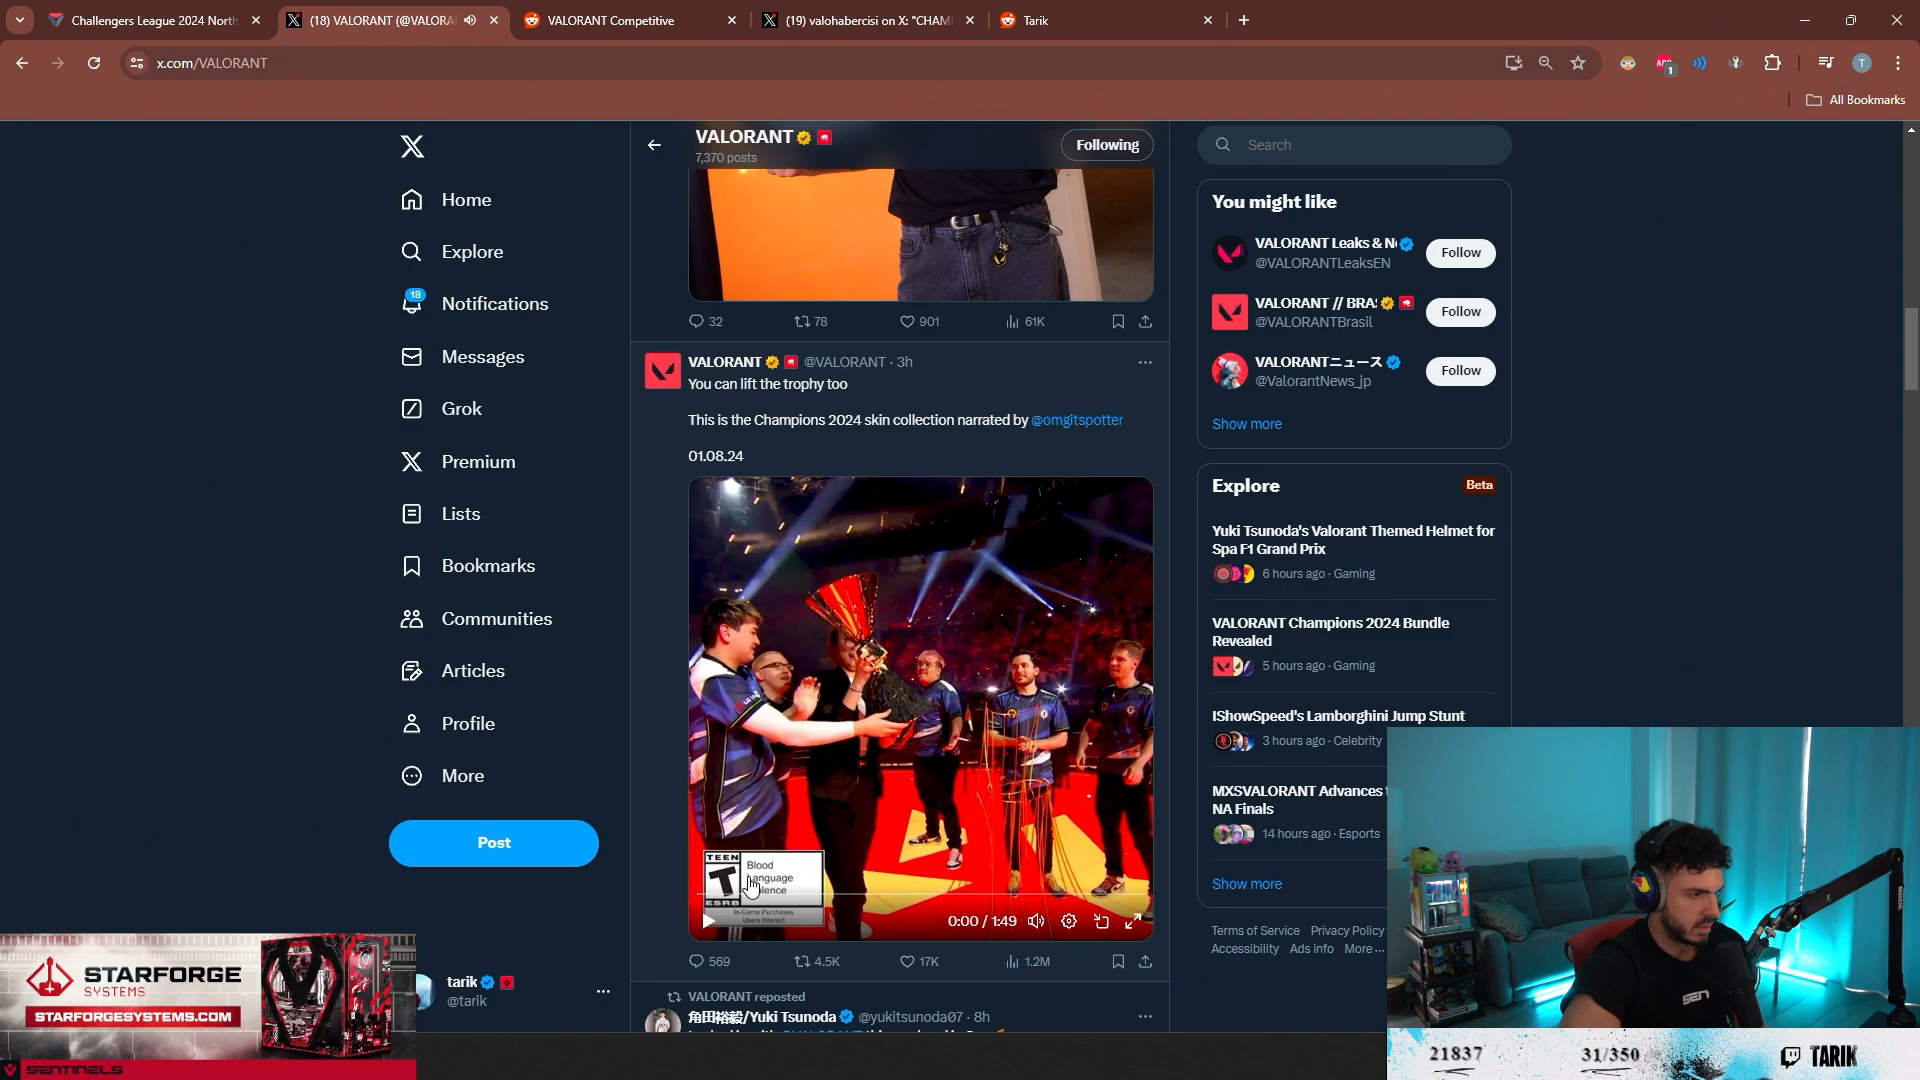 Challengers League 2024 North
(18) VALORANT (@VALORA
VALORANT Competitive
(19) valohabercisi on X: "CHAM
Tarik
x.com/VALORANT
1
T
All Bookmarks
Home
Explore
18
Notifications
Messages
Grok
Premium
Lists
Bookmarks
Communities
Articles
Profile
More
Post
tarik
@tarik
VALORANT
7,370 posts
Following
32 78 901 61K
VALORANT @VALORANT · 3h
You can lift the trophy too
This is the Champions 2024 skin collection narrated by @omgitspotter
01.08.24
TEEN
T
ESRB
Blood
Language
In-Game Purchases
Users Interact
0:00 / 1:49
569 4.5K 17K 1.2M
VALORANT reposted
角田裕毅/Yuki Tsunoda @yukitsunoda07 · 8h
Search
You might like
VALORANT Leaks & N
@VALORANTLeaksEN
Follow
VALORANT // BRAS
@VALORANTBrasil
Follow
VALORANTニュース
@ValorantNews_jp
Follow
Show more
Explore
Beta
Yuki Tsunoda's Valorant Themed Helmet for
Spa F1 Grand Prix
6 hours ago · Gaming
VALORANT Champions 2024 Bundle
Revealed
5 hours ago · Gaming
IShowSpeed's Lamborghini Jump Stunt
3 hours ago · Celebrity
MXSVALORANT Advances
NA Finals
14 hours ago · Esports
Show more
Terms of Service Privacy Policy
Accessibility Ads info More ...
STARFORGE
SYSTEMS
STARFORGESYSTEMS.COM
SENTINELS
SEN
21837
31/350
TARIK